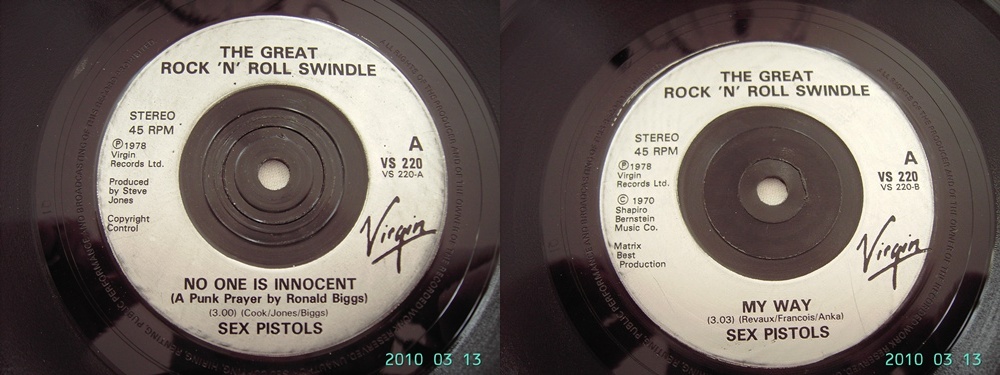 THE GREAT
ROCK 'N' ROLL SWINDLE
STEREO
45 RPM
Ⓟ1978
Virgin
Records Ltd.
Produced
by Steve
Jones
Copyright
Control
A
VS 220
VS 220-A
Virgin
NO ONE IS INNOCENT
(A Punk Prayer by Ronald Biggs)
(3.00) (Cook/Jones/Biggs)
SEX PISTOLS
2010 03 13
THE GREAT
ROCK 'N' ROLL SWINDLE
STEREO
45 RPM
Ⓟ1978
Virgin
Records Ltd.
© 1970
Shapiro
Bernstein
Music Co.
Matrix
Best
Production
A
VS 220
VS 220-B
Virgin
MY WAY
(3.03) (Revaux/Francois/Anka)
SEX PISTOLS
2010 03 13